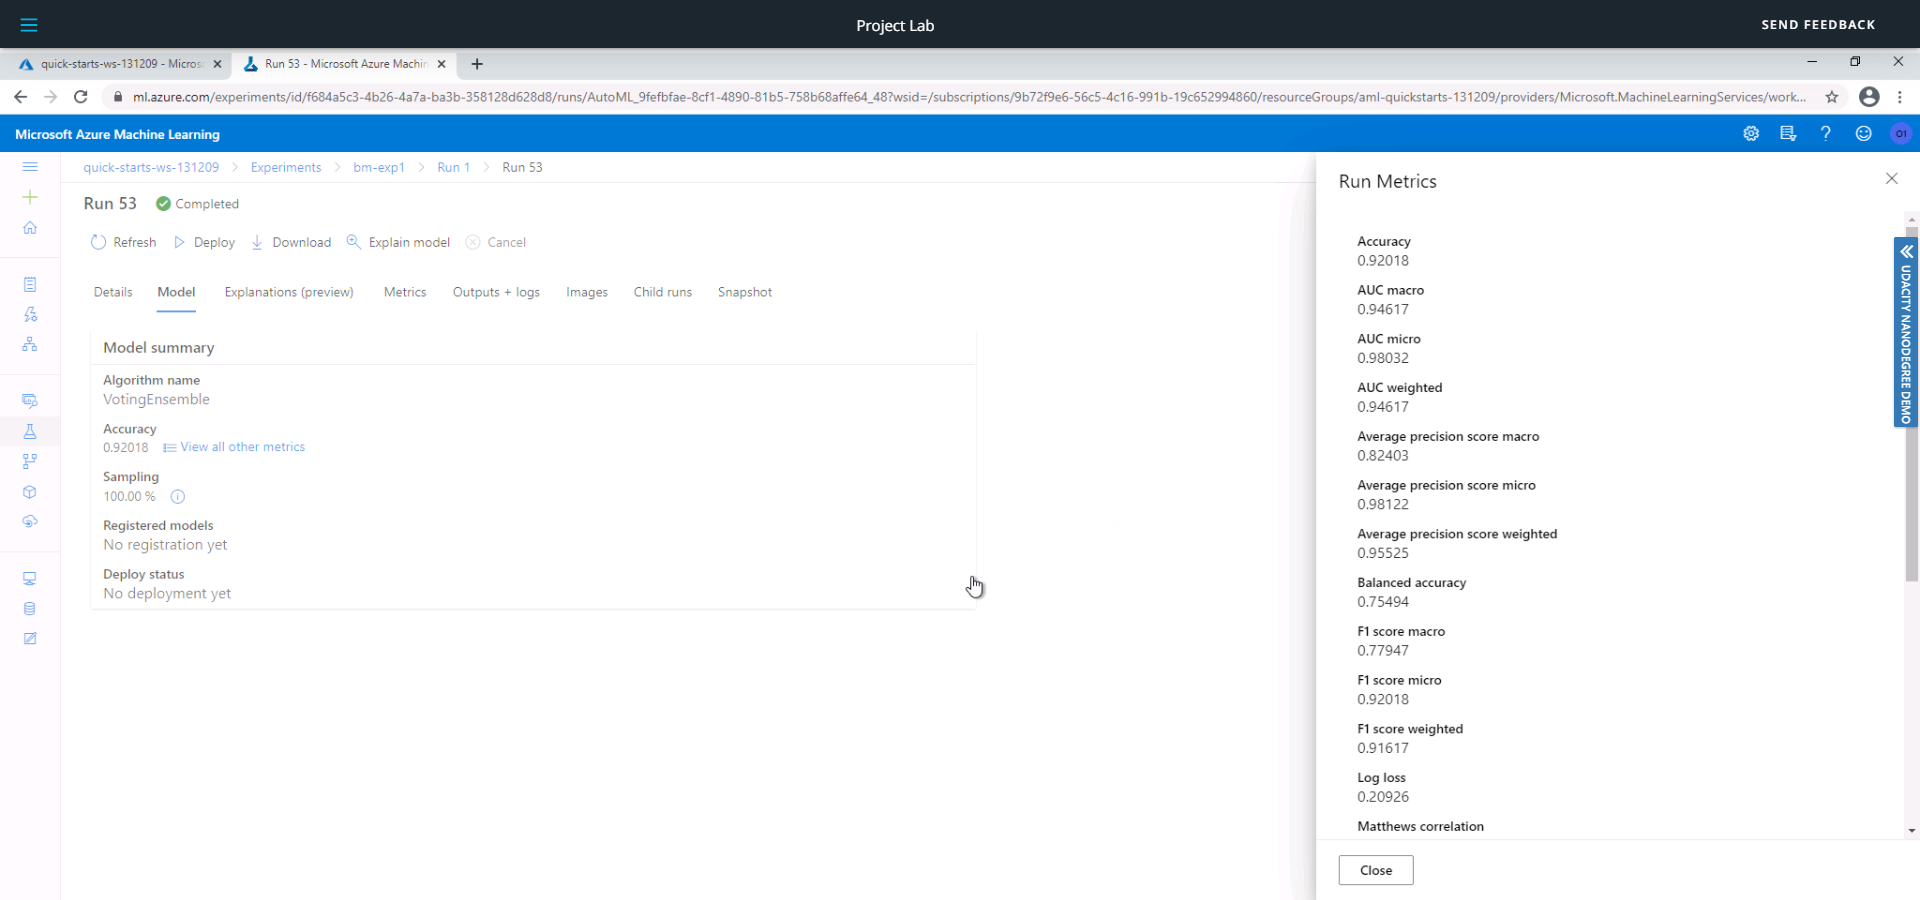 Project Lab
SEND FEEDBACK
quick-starts-ws-131209 - Micros
Run 53 - Microsoft Azure Machin
ml.azure.com/experiments/id/f684a5c3-4b26-4a7a-ba3b-358128d628d8/runs/AutoML_9fefbfae-8cf1-4890-81b5-758b68affe64_48?wsid=/subscriptions/9b72f9e6-56c5-4c16-991b-19c652994860/resourceGroups/aml-quickstarts-131209/providers/Microsoft.MachineLearningServices/work...
Microsoft Azure Machine Learning
O1
quick-starts-ws-131209 > Experiments > bm-exp1 > Run 1 > Run 53
Run 53 Completed
Refresh Deploy Download Explain model Cancel
Details Model Explanations (preview) Metrics Outputs + logs Images Child runs Snapshot
Model summary
Algorithm name
VotingEnsemble
Accuracy
0.92018 View all other metrics
Sampling
100.00 %
Registered models
No registration yet
Deploy status
No deployment yet
Run Metrics
Accuracy
0.92018
AUC macro
0.94617
AUC micro
0.98032
AUC weighted
0.94617
Average precision score macro
0.82403
Average precision score micro
0.98122
Average precision score weighted
0.95525
Balanced accuracy
0.75494
F1 score macro
0.77947
F1 score micro
0.92018
F1 score weighted
0.91617
Log loss
0.20926
Matthews correlation
Close
UDACITY NANODEGREE DEMO